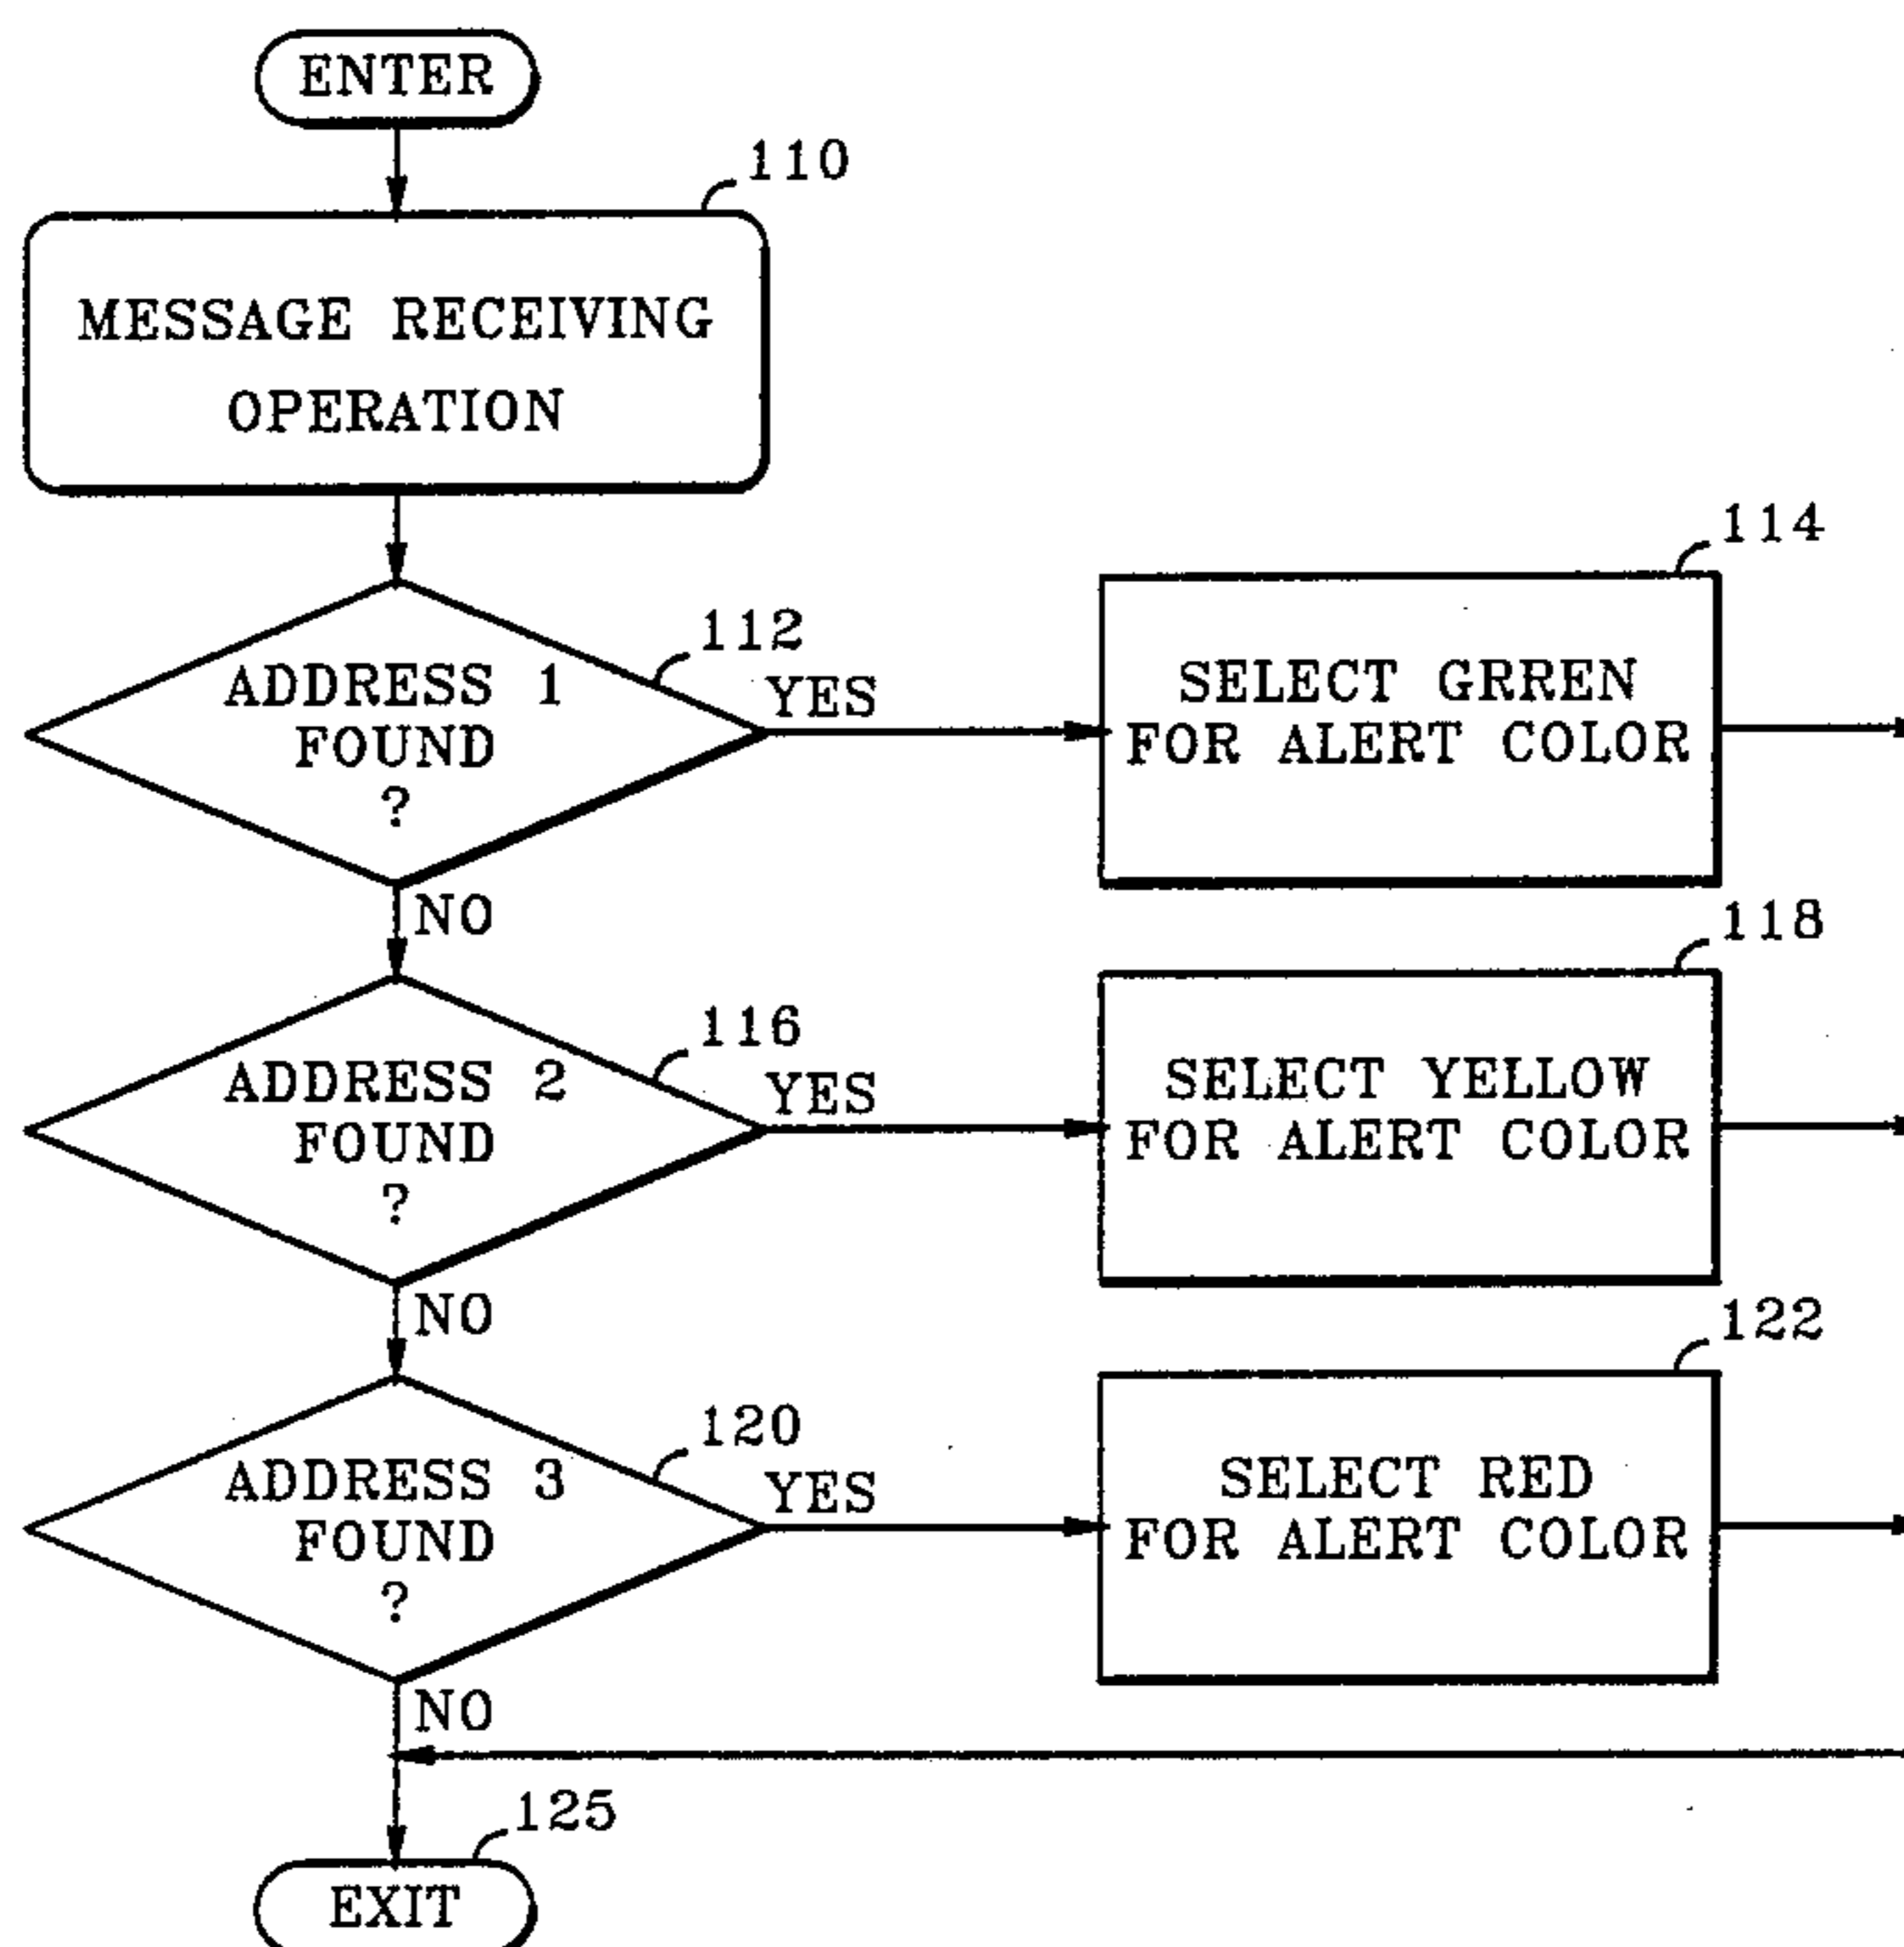 ENTER
110
MESSAGE RECEIVING
OPERATION
112
ADDRESS 1
FOUND
?
YES
NO
114
SELECT GRREN
FOR ALERT COLOR
116
ADDRESS 2
FOUND
?
YES
NO
118
SELECT YELLOW
FOR ALERT COLOR
120
ADDRESS 3
FOUND
?
YES
NO
122
SELECT RED
FOR ALERT COLOR
125
EXIT